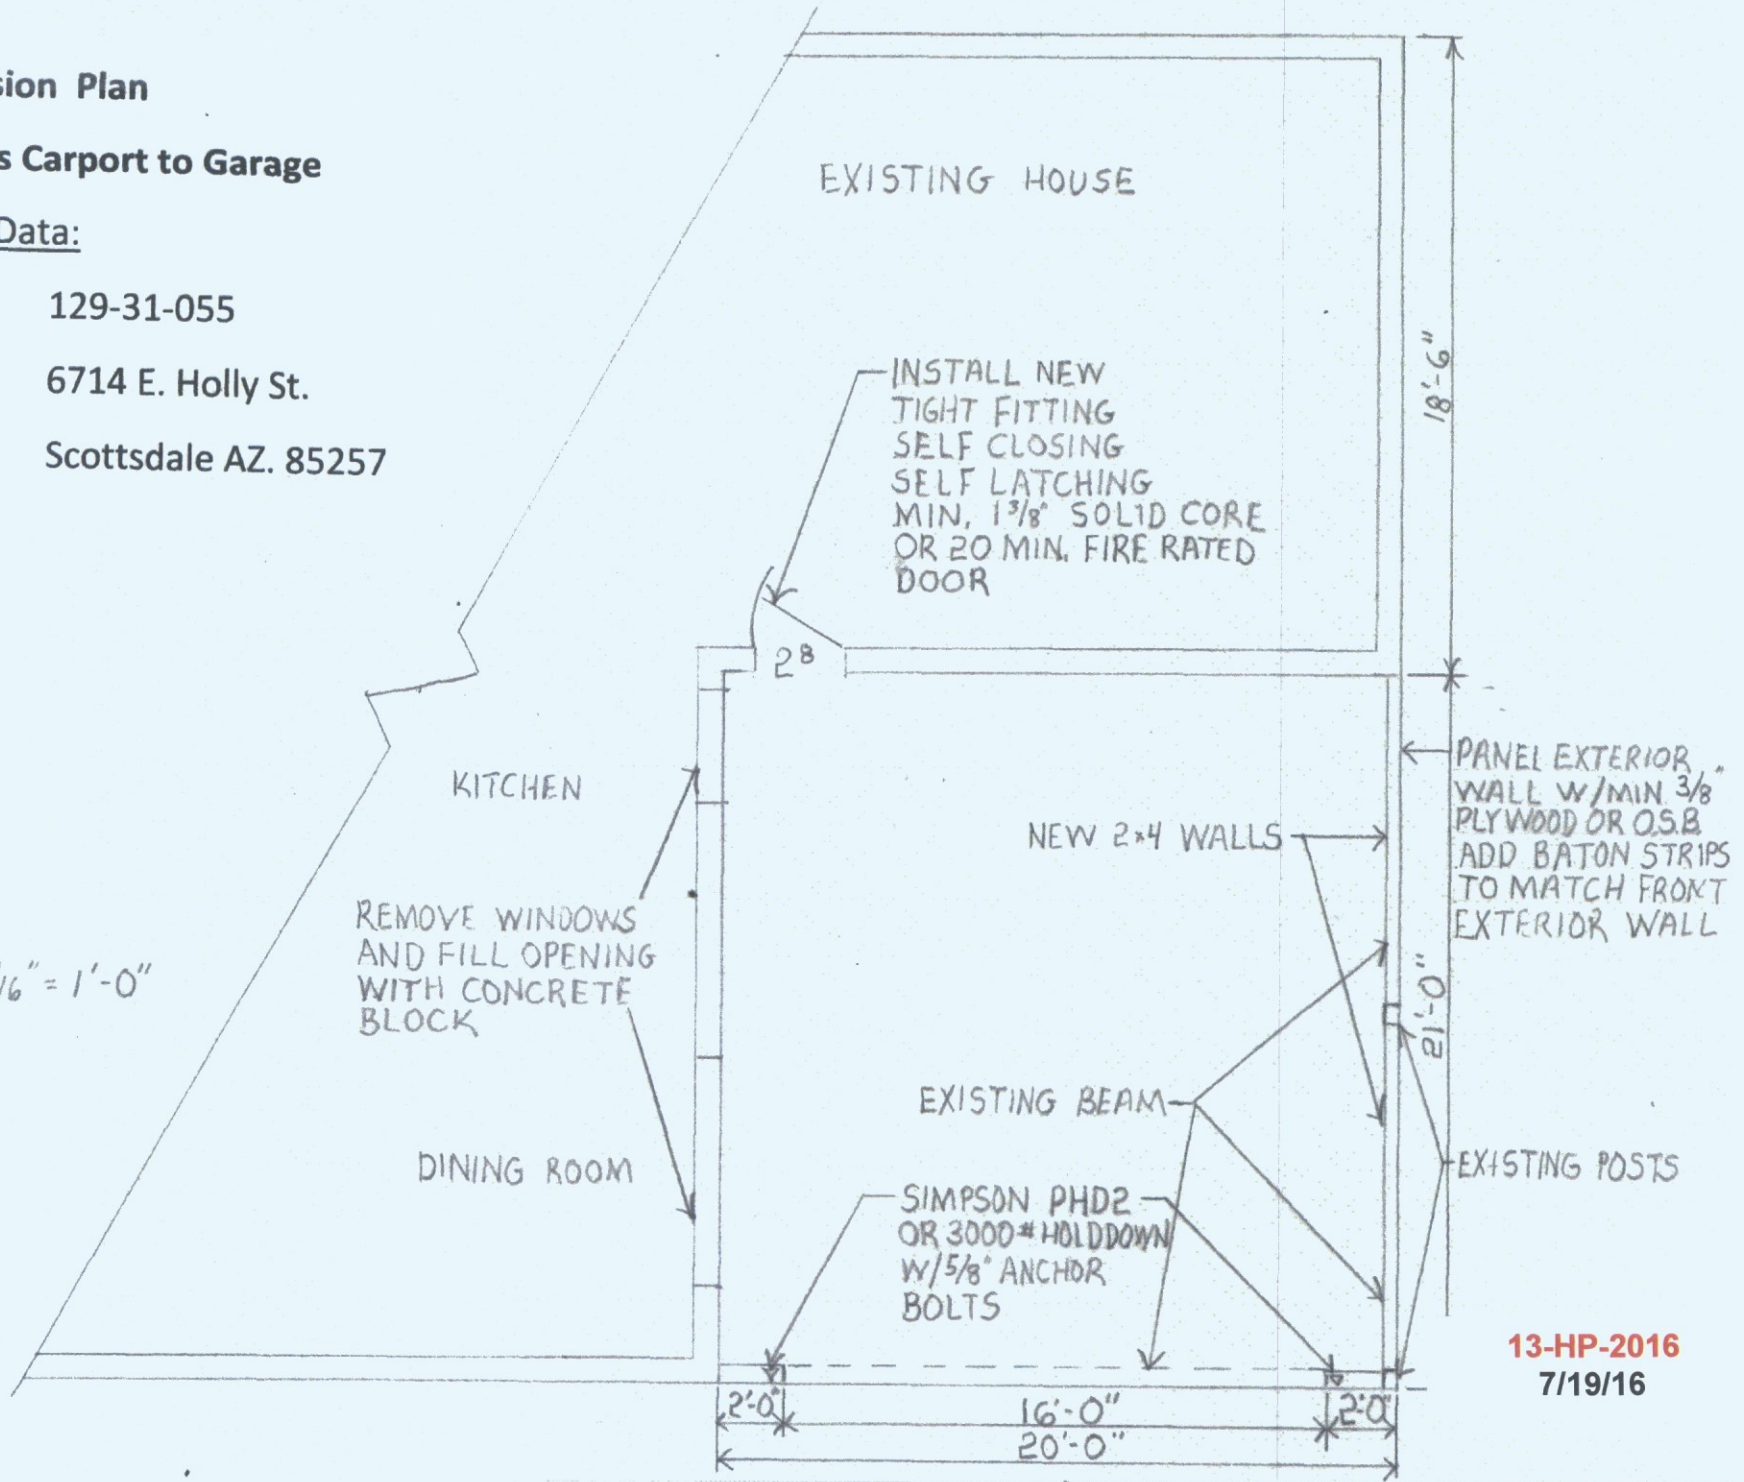 sion Plan
s Carport to Garage
Data:
129-31-055
6714 E. Holly St.
Scottsdale AZ. 85257
EXISTING HOUSE
18'-6"
INSTALL NEW
TIGHT FITTING
SELF CLOSING
SELF LATCHING
MIN. 1 3/8" SOLID CORE
OR 20 MIN. FIRE RATED
DOOR
2 8
KITCHEN
PANEL EXTERIOR
WALL W/MIN. 3/8"
PLYWOOD OR O.S.B.
ADD BATON STRIPS
TO MATCH FRONT
EXTERIOR WALL
NEW 2x4 WALLS
REMOVE WINDOWS
AND FILL OPENING
WITH CONCRETE
BLOCK
/16" = 1'-0"
21'-0"
EXISTING BEAM
DINING ROOM
EXISTING POSTS
SIMPSON PHD2
OR 3000# HOLDDOWN
W/5/8" ANCHOR
BOLTS
13-HP-2016
7/19/16
2'-0"
16'-0"
2'-0"
20'-0"